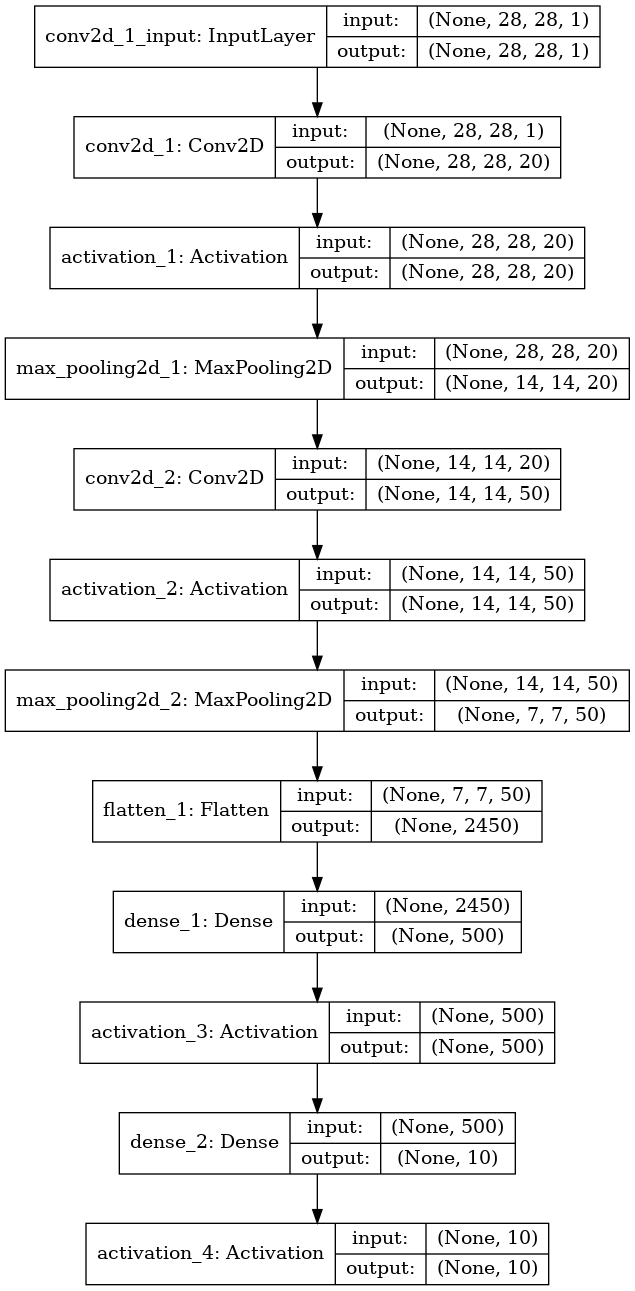 conv2d_1_input: InputLayer
input: (None, 28, 28, 1)
output: (None, 28, 28, 1)
conv2d_1: Conv2D
input: (None, 28, 28, 1)
output: (None, 28, 28, 20)
activation_1: Activation
input: (None, 28, 28, 20)
output: (None, 28, 28, 20)
max_pooling2d_1: MaxPooling2D
input: (None, 28, 28, 20)
output: (None, 14, 14, 20)
conv2d_2: Conv2D
input: (None, 14, 14, 20)
output: (None, 14, 14, 50)
activation_2: Activation
input: (None, 14, 14, 50)
output: (None, 14, 14, 50)
max_pooling2d_2: MaxPooling2D
input: (None, 14, 14, 50)
output: (None, 7, 7, 50)
flatten_1: Flatten
input: (None, 7, 7, 50)
output: (None, 2450)
dense_1: Dense
input: (None, 2450)
output: (None, 500)
activation_3: Activation
input: (None, 500)
output: (None, 500)
dense_2: Dense
input: (None, 500)
output: (None, 10)
activation_4: Activation
input: (None, 10)
output: (None, 10)